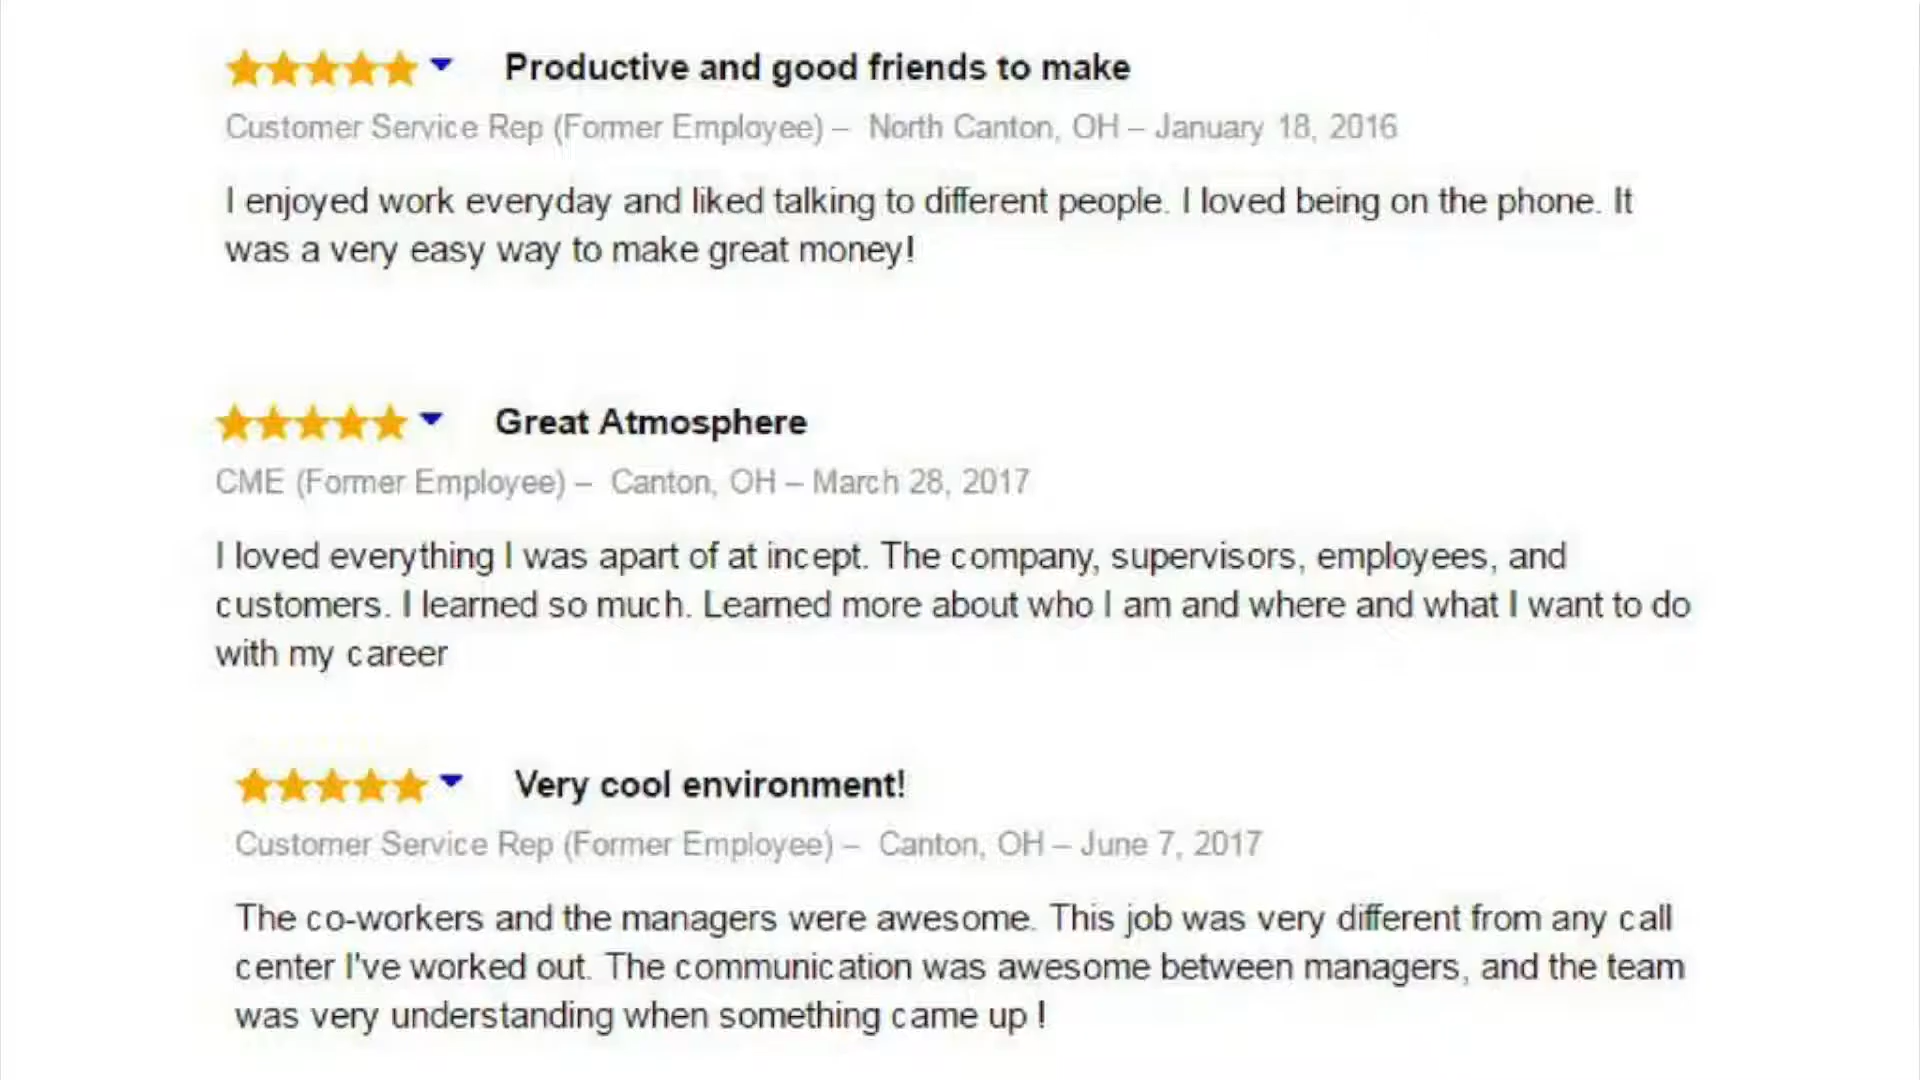 Productive and good friends to make
Customer Service Rep (Former Employee) – North Canton, OH – January 18, 2016
I enjoyed work everyday and liked talking to different people. I loved being on the phone. It
was a very easy way to make great money!
Great Atmosphere
CME (Former Employee) – Canton, OH – March 28, 2017
I loved everything I was apart of at incept. The company, supervisors, employees, and
customers. I learned so much. Learned more about who I am and where and what I want to do
with my career
Very cool environment!
Customer Service Rep (Former Employee) – Canton, OH – June 7, 2017
The co-workers and the managers were awesome. This job was very different from any call
center I've worked out. The communication was awesome between managers, and the team
was very understanding when something came up !